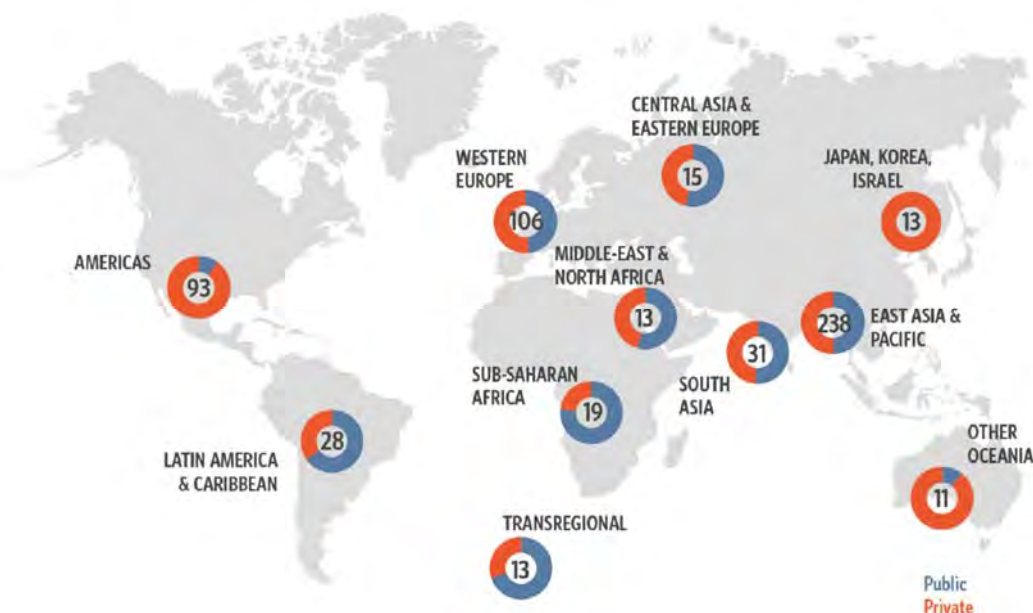 CENTRAL ASIA &
EASTERN EUROPE
15
WESTERN
EUROPE
106
JAPAN, KOREA,
ISRAEL
13
AMERICAS
93
MIDDLE-EAST &
NORTH AFRICA
13
238
EAST ASIA &
PACIFIC
31
SOUTH
ASIA
SUB-SAHARAN
AFRICA
19
28
LATIN AMERICA
& CARIBBEAN
OTHER
OCEANIA
11
TRANSREGIONAL
13
Public
Private